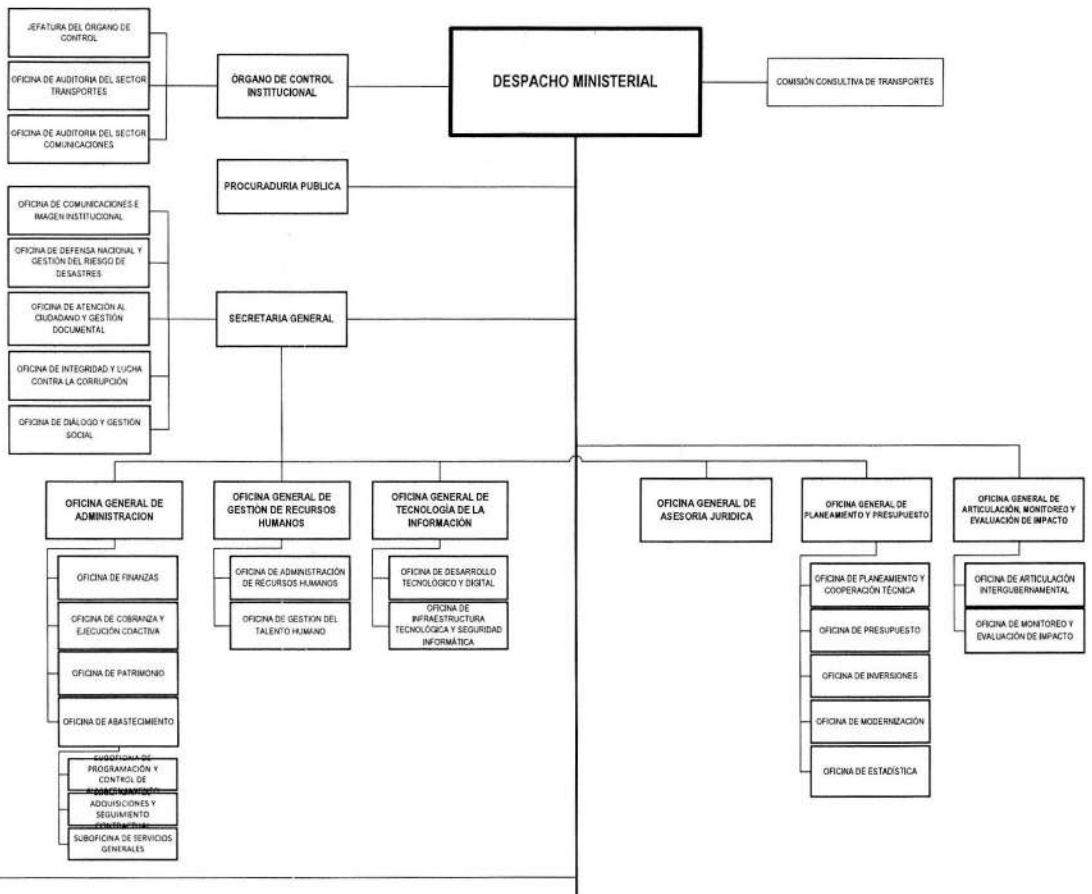 JEFATURA DEL ÓRGANO DE
CONTROL
OFICINA DE AUDITORIA DEL SECTOR
TRANSPORTES
OFICINA DE AUDITORIA DEL SECTOR
COMUNICACIONES
ÓRGANO DE CONTROL
INSTITUCIONAL
DESPACHO MINISTERIAL
COMISIÓN CONSULTIVA DE TRANSPORTES
PROCURADURIA PUBLICA
OFICINA DE COMUNICACIONES E
IMAGEN INSTITUCIONAL
OFICINA DE DEFENSA NACIONAL Y
GESTIÓN DEL RIESGO DE
DESASTRES
OFICINA DE ATENCIÓN AL
CIUDADANO Y GESTIÓN
DOCUMENTAL
OFICINA DE INTEGRIDAD Y LUCHA
CONTRA LA CORRUPCIÓN
OFICINA DE DIÁLOGO Y GESTIÓN
SOCIAL
SECRETARIA GENERAL
OFICINA GENERAL DE
ADMINISTRACION
OFICINA DE FINANZAS
OFICINA DE COBRANZA Y
EJECUCIÓN COACTIVA
OFICINA DE PATRIMONIO
OFICINA DE ABASTECIMIENTO
SUBOFICINA DE
PROGRAMACIÓN Y
CONTROL DE
ADQUISICIONES Y
SEGUIMIENTO
CONTRACTUAL
SUBOFICINA DE SERVICIOS
GENERALES
OFICINA GENERAL DE
GESTIÓN DE RECURSOS
HUMANOS
OFICINA DE ADMINISTRACIÓN
DE RECURSOS HUMANOS
OFICINA DE GESTIÓN DEL
TALENTO HUMANO
OFICINA GENERAL DE
TECNOLOGÍA DE LA
INFORMACIÓN
OFICINA DE DESARROLLO
TECNOLÓGICO Y DIGITAL
OFICINA DE
INFRAESTRUCTURA
TECNOLÓGICA Y SEGURIDAD
INFORMÁTICA
OFICINA GENERAL DE
ASESORIA JURIDICA
OFICINA GENERAL DE
PLANEAMIENTO Y PRESUPUESTO
OFICINA DE PLANEAMIENTO Y
COOPERACIÓN TÉCNICA
OFICINA DE PRESUPUESTO
OFICINA DE INVERSIONES
OFICINA DE MODERNIZACIÓN
OFICINA DE ESTADÍSTICA
OFICINA GENERAL DE
ARTICULACIÓN, MONITOREO Y
EVALUACIÓN DE IMPACTO
OFICINA DE ARTICULACIÓN
INTERGUBERNAMENTAL
OFICINA DE MONITOREO Y
EVALUACIÓN DE IMPACTO